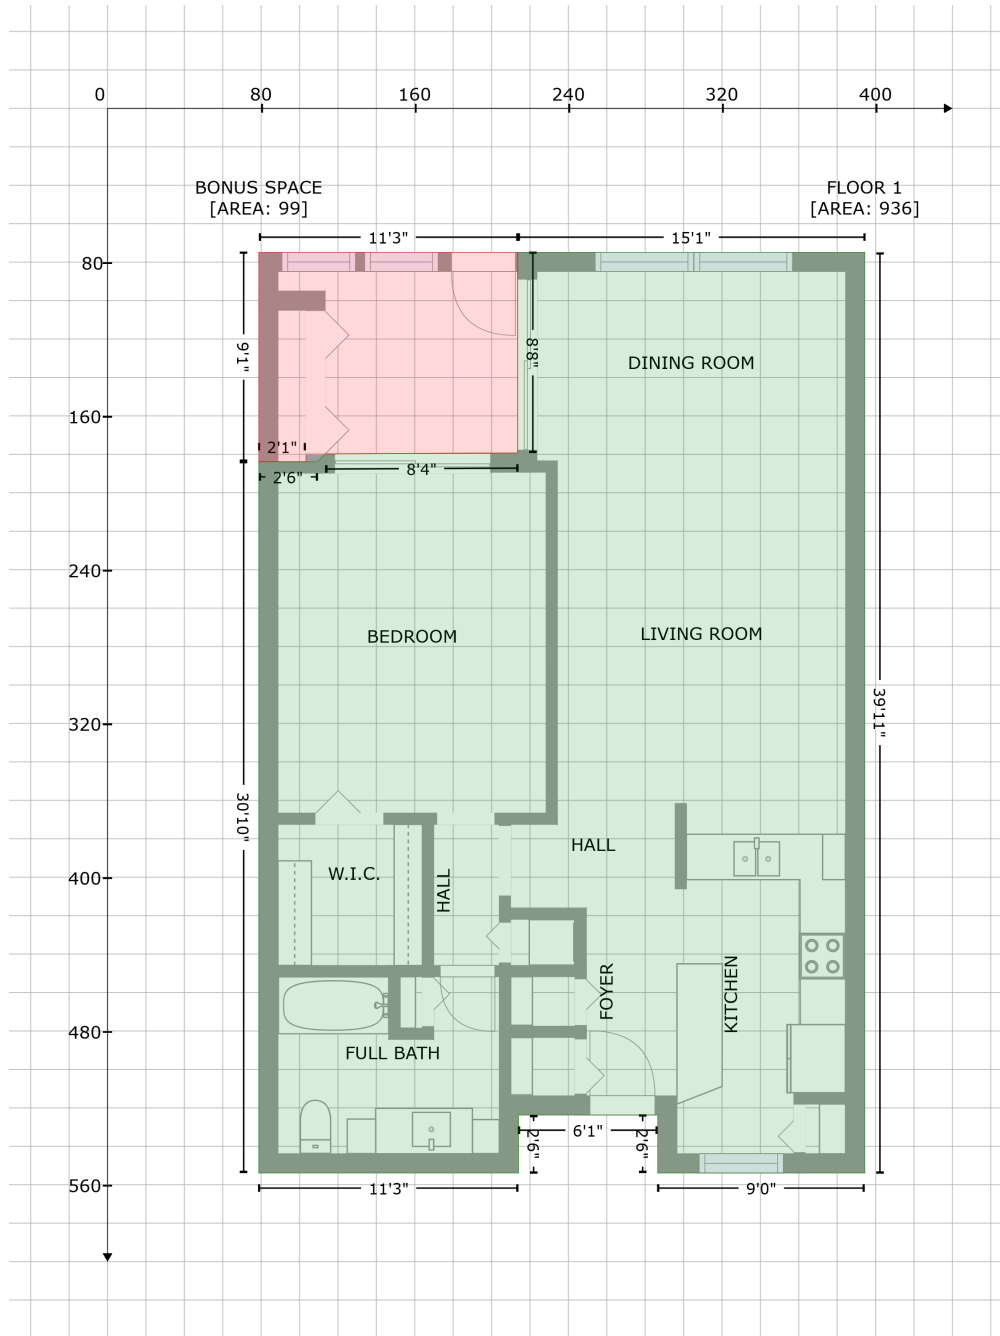 0
80
160
240
320
400
BONUS SPACE
[AREA: 99]
FLOOR 1
[AREA: 936]
11'3"
15'1"
80
9'1"
8'8"
DINING ROOM
160
2'1"
8'4"
2'6"
240
BEDROOM
LIVING ROOM
320
39'11"
30'10"
HALL
W.I.C.
HALL
400
FOYER
KITCHEN
480
FULL BATH
2'6"
6'1"
2'6"
560
11'3"
9'0"